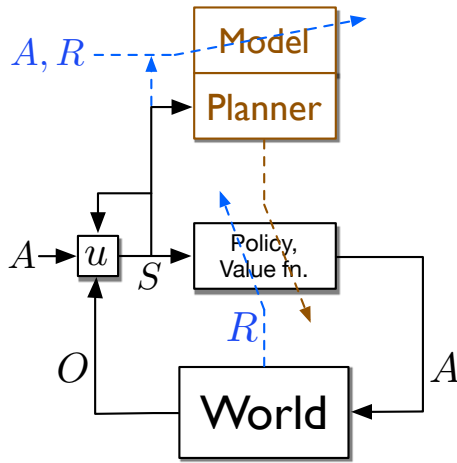 Model
A, R
Planner
Policy,
Value fn.
A
u
S
R
O
A
World